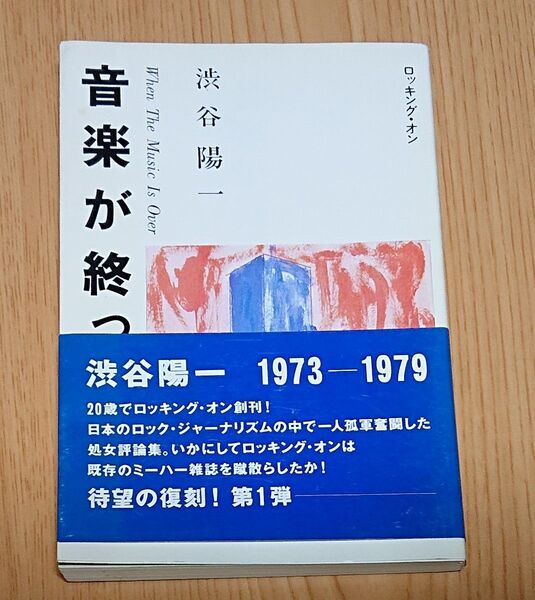 ロッキング・オン
渋谷陽一
When The Music Is Over
音楽が終っ
渋谷陽一 1973—1979
20歳でロッキング・オン創刊!
日本のロック・ジャーナリズムの中で一人孤軍奮闘した
処女評論集。いかにしてロッキング・オンは
既存のミーハー雑誌を蹴散らしたか!
待望の復刻! 第1弾——